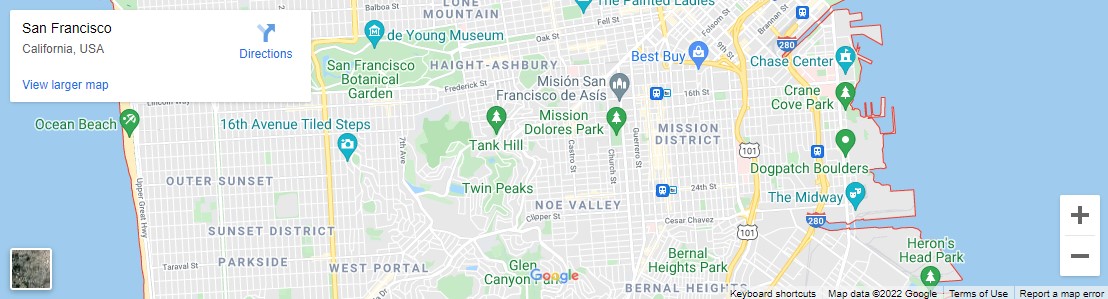 San Francisco
California, USA
Directions
View larger map
LONE
MOUNTAIN
The Painted Ladies
Balboa St
Fell St
Oak St
Folsom St
9th St
Brannan St
de Young Museum
280
Best Buy
Chase Center
San Francisco
Botanical
Garden
HAIGHT-ASHBURY
Frederick St
Misión San
Francisco de Asís
16th St
Crane
Cove Park
Lincoln Way
Ocean Beach
16th Avenue Tiled Steps
7th Ave
Tank Hill
Mission
Dolores Park
Castro St
Church St
Guerrero St
MISSION
DISTRICT
101
101
Dogpatch Boulders
OUTER SUNSET
Upper Great Hwy
Twin Peaks
24th St
The Midway
NOE VALLEY
Clipper St
Cesar Chavez
280
SUNSET DISTRICT
PARKSIDE
Taraval St
WEST PORTAL
Glen
Canyon Park
Google
Bernal
Heights Park
BERNAL HEIGHTS
Heron's
Head Park
Keyboard shortcuts
Map data ©2022 Google
Terms of Use
Report a map error